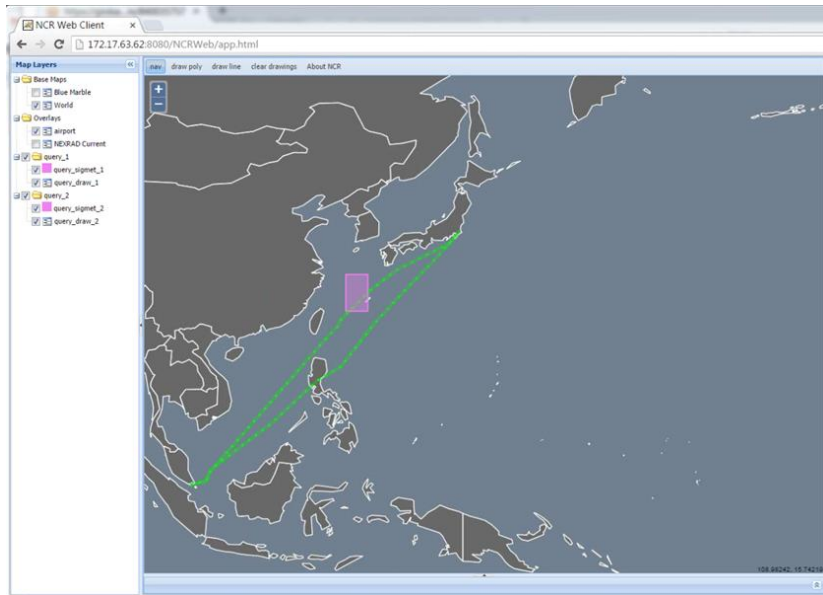 NCR Web Client
172.17.63.62:8080/NCRWeb/app.html
Map Layers
nav draw poly draw line clear drawings About NCR
Base Maps
Blue Marble
World
Overlays
airport
NEXRAD Current
query_1
query_sigmet_1
query_draw_1
query_2
query_sigmet_2
query_draw_2